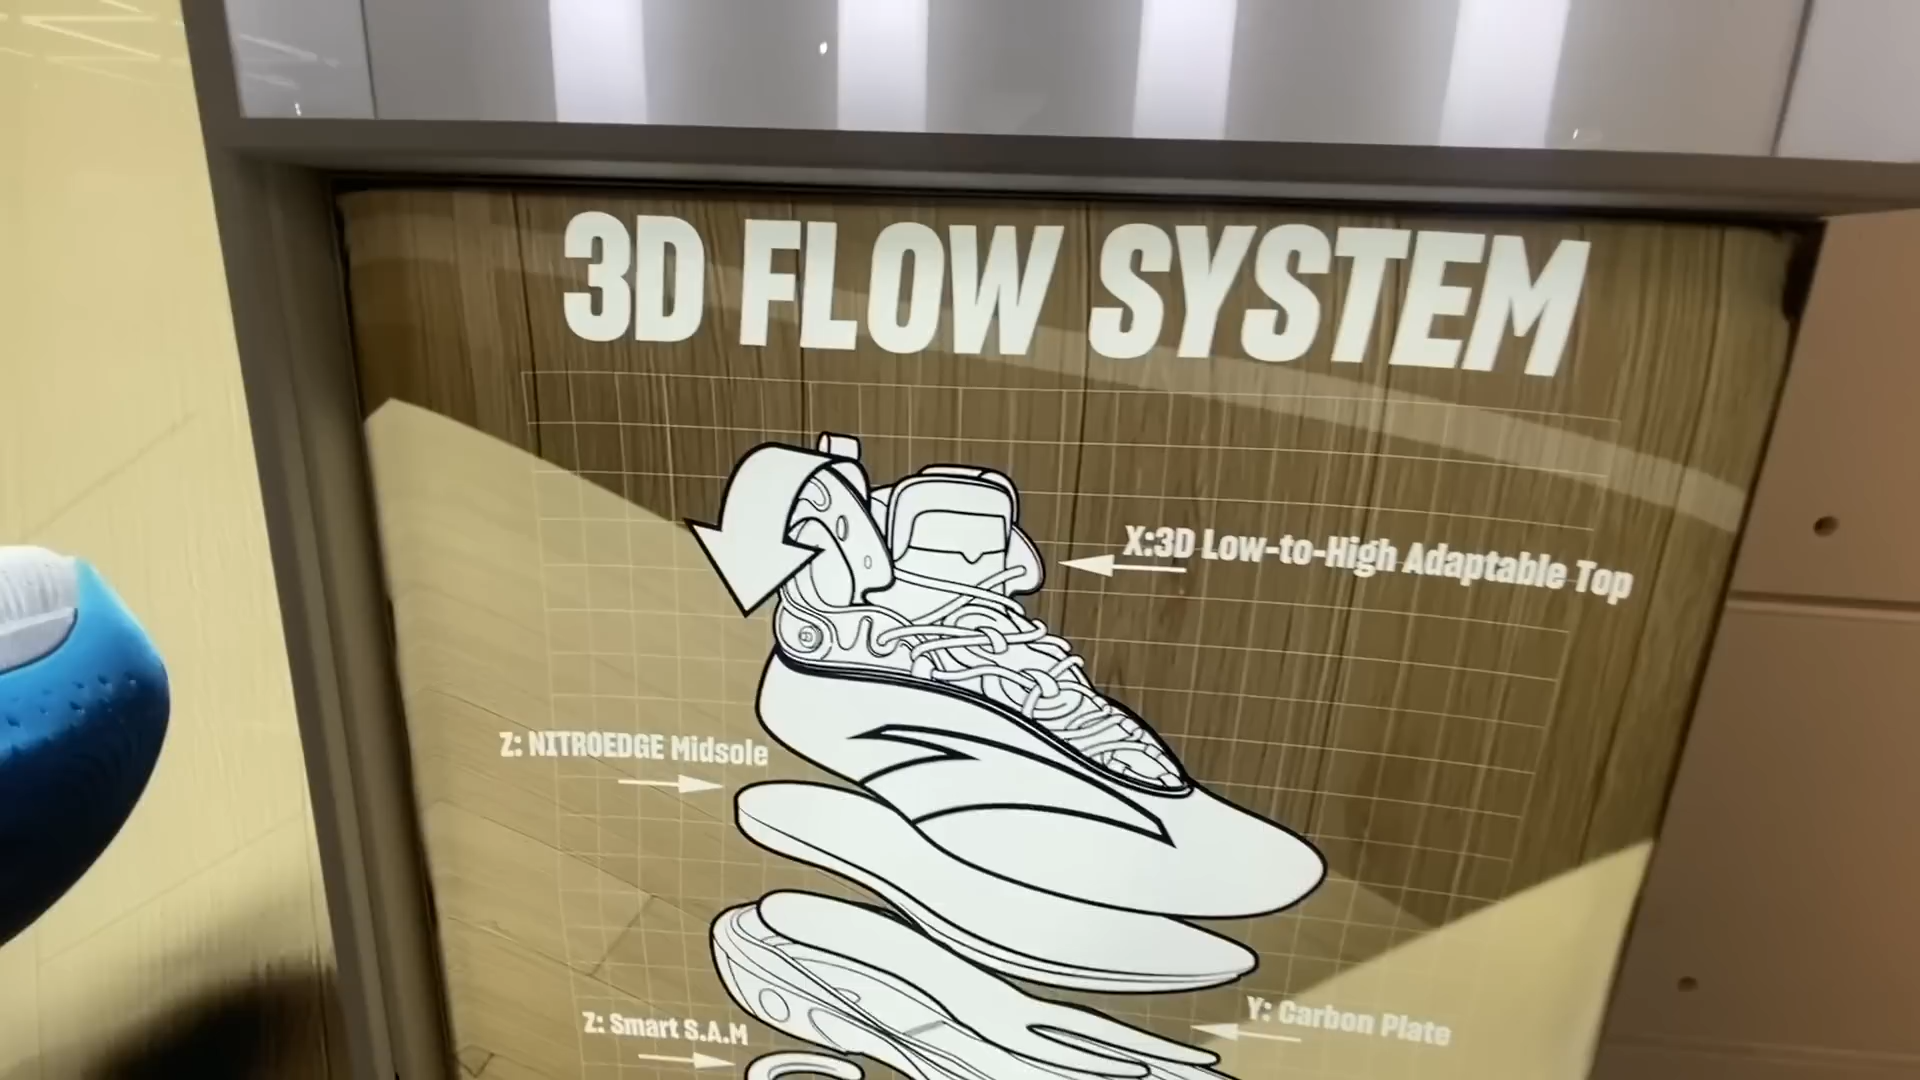 3D FLOW SYSTEM
X:3D Low-to-High Adaptable Top
Z: NITROEDGE Midsole
Y: Carbon Plate
Z: Smart S.A.M